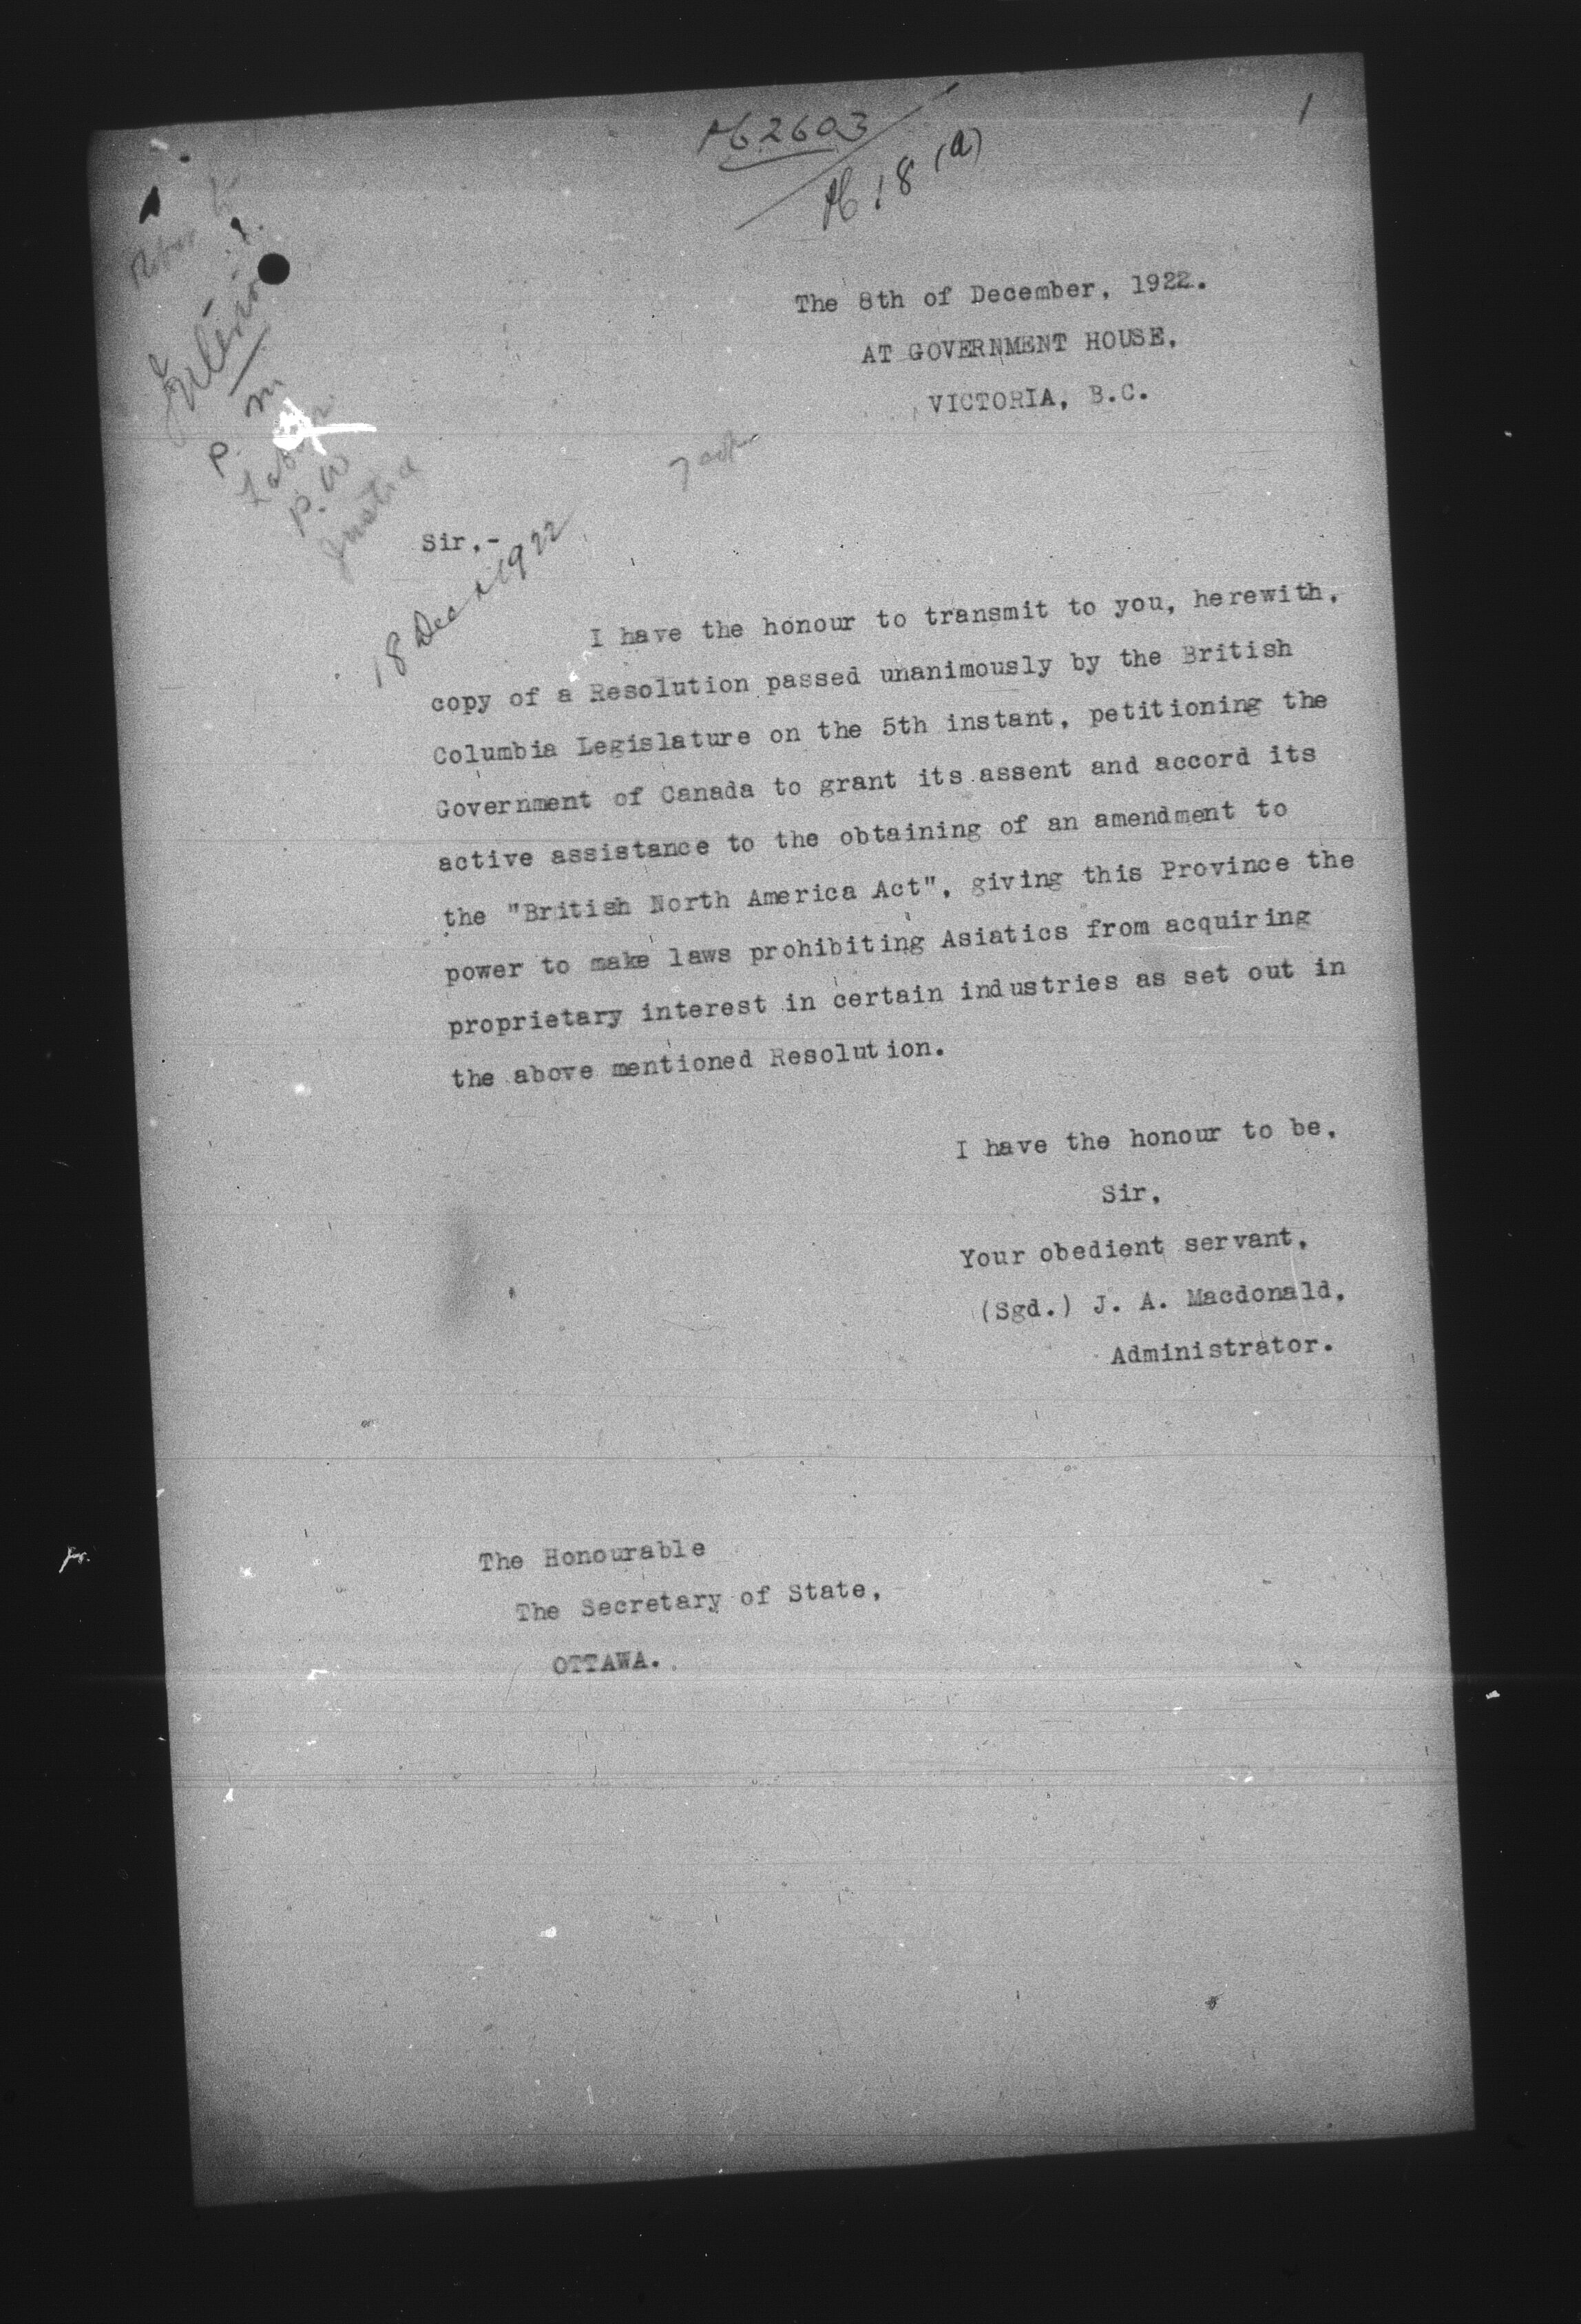 2603
18 (a)
1
The 8th of December, 1922.
AT GOVERNMENT HOUSE,
VICTORIA, B.C.
P. M
Labor
P. W
Justice
Sir,-
18 Dec 1922
I have the honour to transmit to you, herewith,
copy of a Resolution passed unanimously by the British
Columbia Legislature on the 5th instant, petitioning the
Government of Canada to grant its assent and accord its
active assistance to the obtaining of an amendment to
the "British North America Act", giving this Province the
power to make laws prohibiting Asiatics from acquiring
proprietary interest in certain industries as set out in
the above mentioned Resolution.
I have the honour to be,
Sir,
Your obedient servant,
(Sgd.) J. A. Macdonald,
Administrator.
The Honourable
The Secretary of State,
OTTAWA.